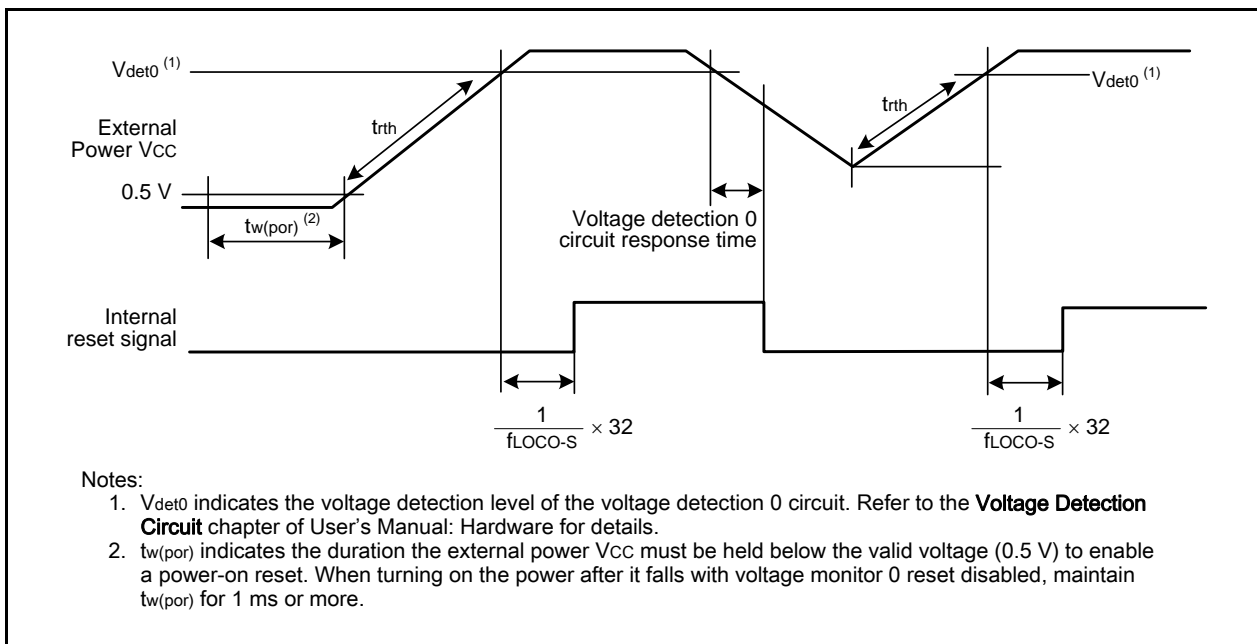 Vdet0 (1)
Vdet0 (1)
trth
trth
External
Power VCC
0.5 V
tw(por) (2)
Voltage detection 0
circuit response time
Internal
reset signal
1
fLOCO-S
× 32
1
fLOCO-S
× 32
Notes:
1. Vdet0 indicates the voltage detection level of the voltage detection 0 circuit. Refer to the Voltage Detection
Circuit chapter of User's Manual: Hardware for details.
2. tw(por) indicates the duration the external power VCC must be held below the valid voltage (0.5 V) to enable
a power-on reset. When turning on the power after it falls with voltage monitor 0 reset disabled, maintain
tw(por) for 1 ms or more.